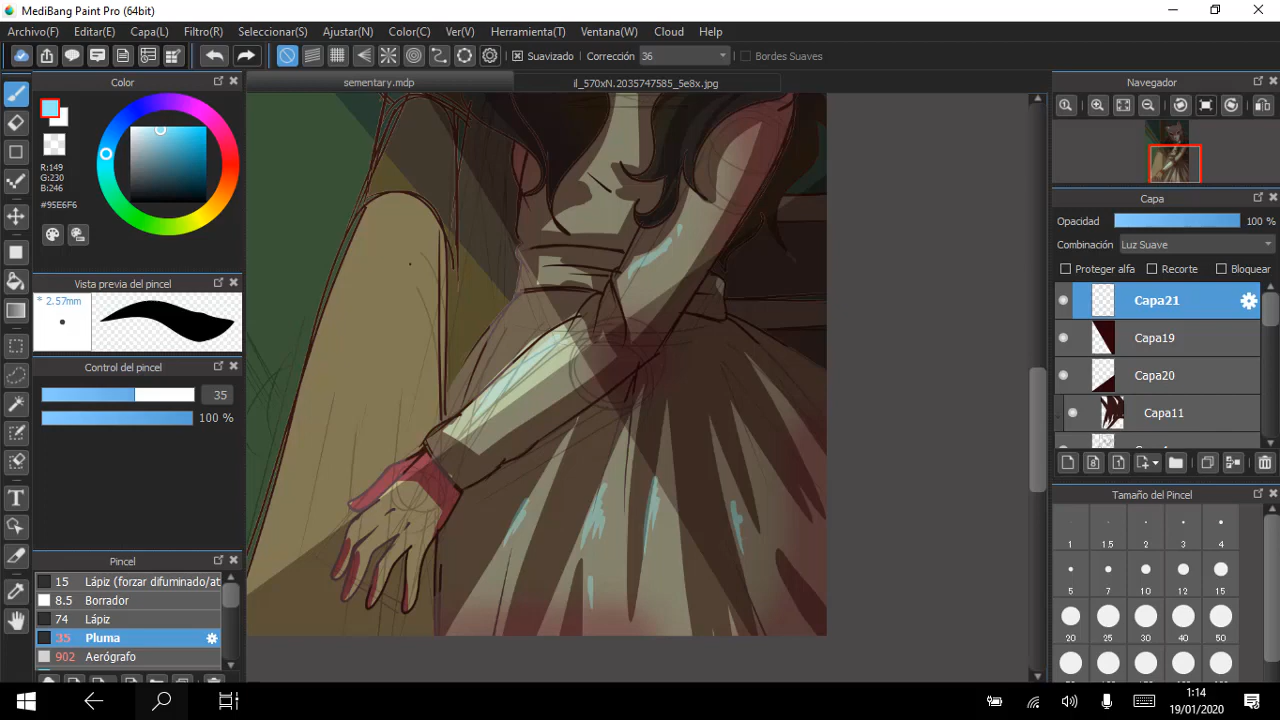 MediBang Paint Pro (64bit)
Archivo(F) Editar(E) Capa(L) Filtro(R) Seleccionar(S) Ajustar(N) Color(C) Ver(V) Herramienta(T) Ventana(W) Cloud Help
Suavizado Corrección 36 Bordes Suaves
Color
sementary.mdp
il_570xN.2035747585_5e8x.jpg
Navegador
R:149
G:230
B:246
#95E6F6
Capa
Opacidad 100 %
Combinación Luz Suave
Proteger alfa Recorte Bloquear
Capa21
Capa19
Capa20
Capa11
Vista previa del pincel
* 2.57mm
Control del pincel
35
100 %
Tamaño del Pincel
1 1.5 2 3 4
5 7 10 12 15
20 25 30 40 50
Pincel
15 Lápiz (forzar difuminado/at
8.5 Borrador
74 Lápiz
35 Pluma
902 Aerógrafo
1:14
19/01/2020